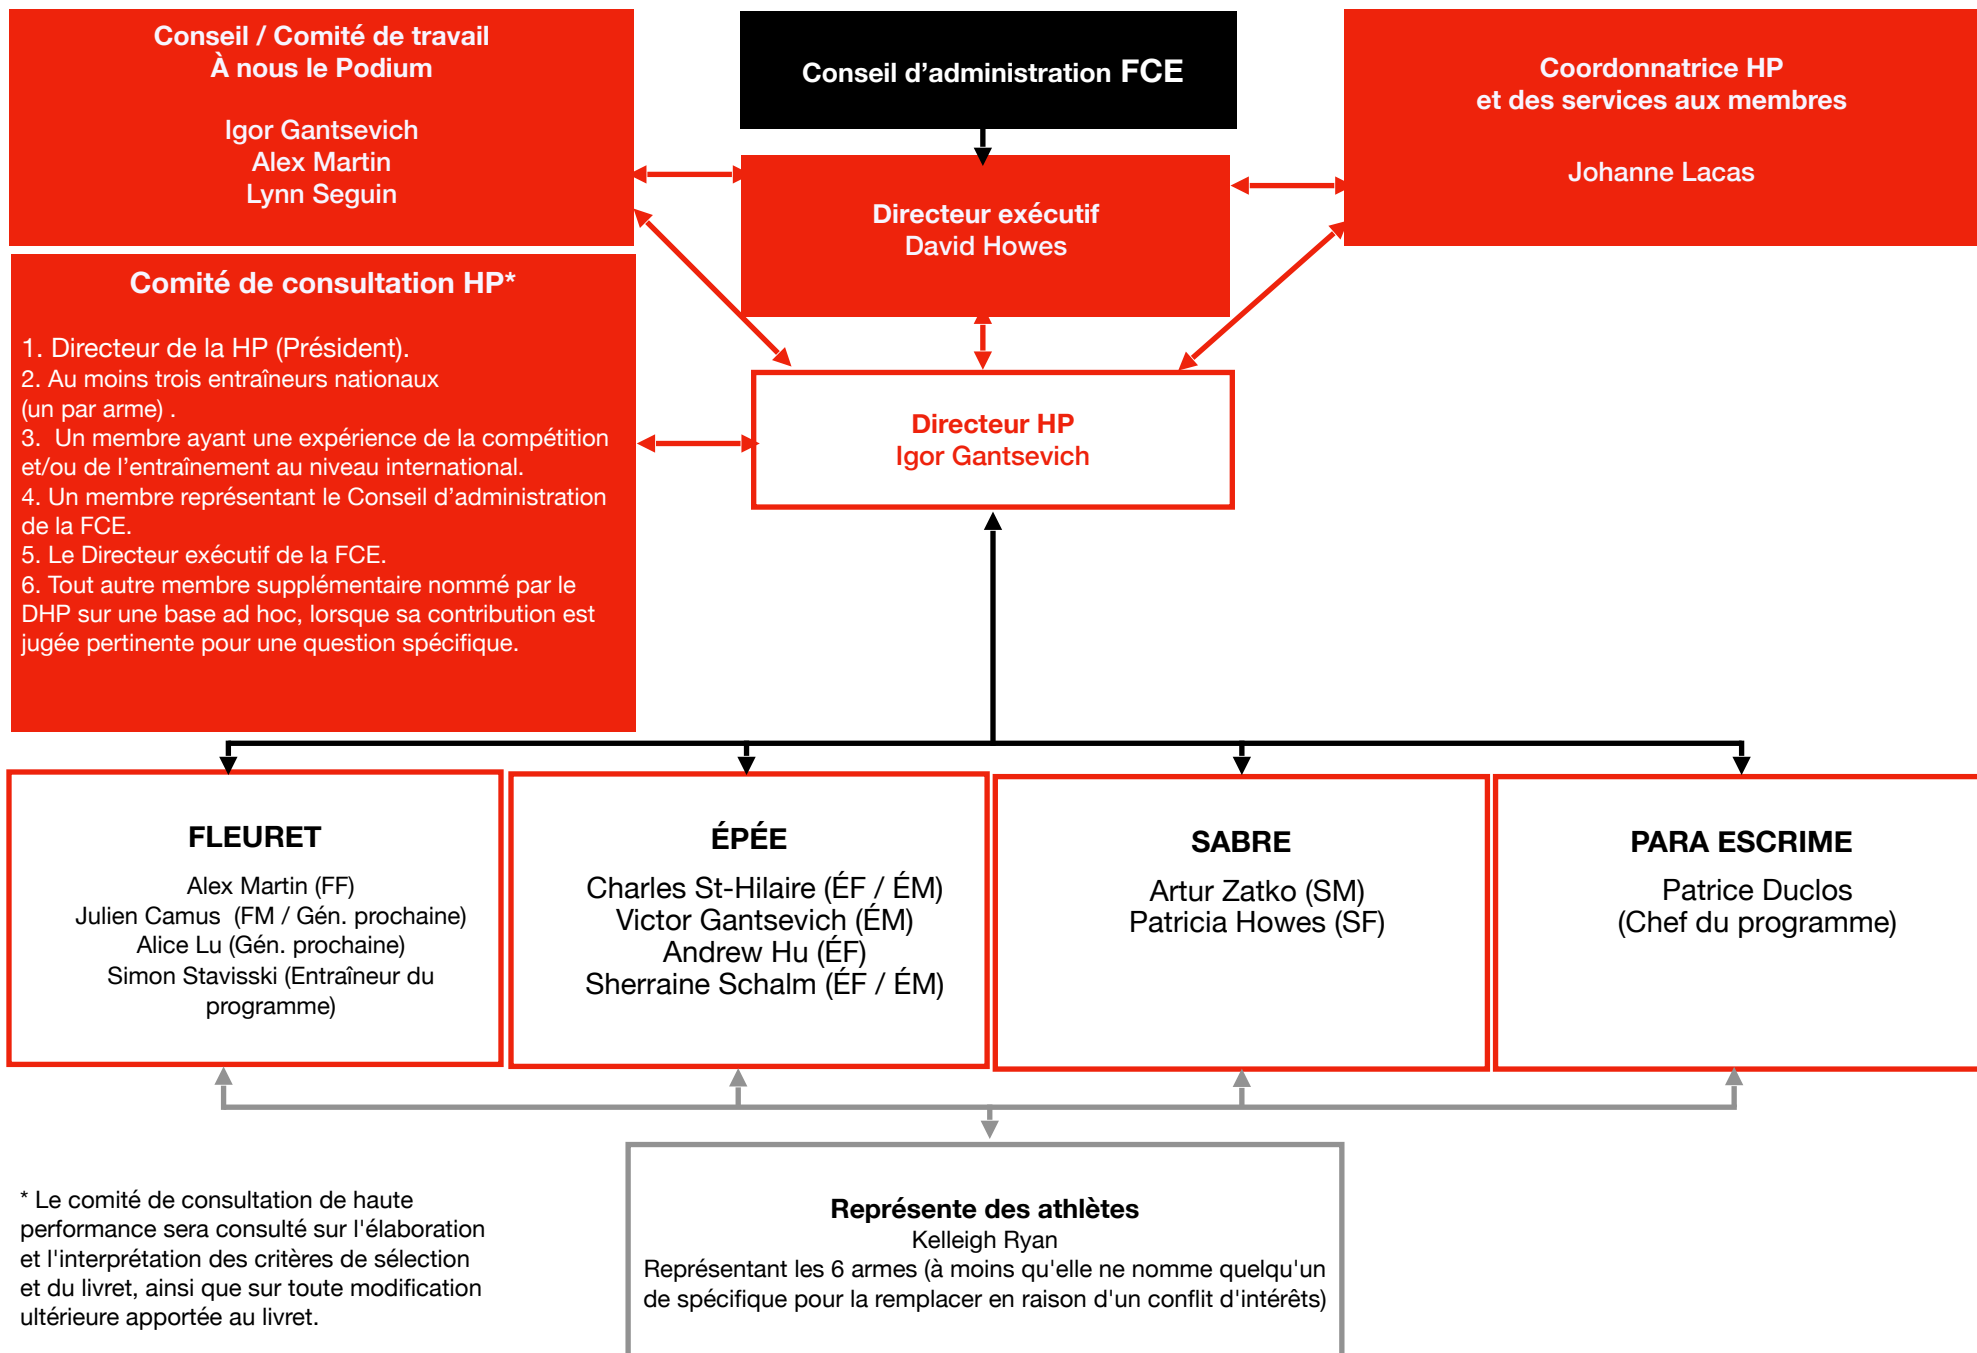 Conseil / Comité de travail
À nous le Podium
Igor Gantsevich
Alex Martin
Lynn Seguin
Conseil d’administration FCE
Coordonnatrice HP
et des services aux membres
Johanne Lacas
Directeur exécutif
David Howes
Comité de consultation HP*
1. Directeur de la HP (Président).
2. Au moins trois entraîneurs nationaux
(un par arme) .
3.  Un membre ayant une expérience de la compétition
et/ou de l’entraînement au niveau international.
4. Un membre représentant le Conseil d’administration
de la FCE.
5. Le Directeur exécutif de la FCE.
6. Tout autre membre supplémentaire nommé par le
DHP sur une base ad hoc, lorsque sa contribution est
jugée pertinente pour une question spécifique.
Directeur HP
Igor Gantsevich
FLEURET
Alex Martin (FF)
Julien Camus  (FM / Gén. prochaine)
Alice Lu (Gén. prochaine)
Simon Stavisski (Entraîneur du
programme)
ÉPÉE
Charles St-Hilaire (ÉF / ÉM)
Victor Gantsevich (ÉM)
Andrew Hu (ÉF)
Sherraine Schalm (ÉF / ÉM)
SABRE
Artur Zatko (SM)
Patricia Howes (SF)
PARA ESCRIME
Patrice Duclos
(Chef du programme)
* Le comité de consultation de haute
performance sera consulté sur l'élaboration
et l'interprétation des critères de sélection
et du livret, ainsi que sur toute modification
ultérieure apportée au livret.
Représente des athlètes
Kelleigh Ryan
Représentant les 6 armes (à moins qu'elle ne nomme quelqu'un
de spécifique pour la remplacer en raison d'un conflit d'intérêts)